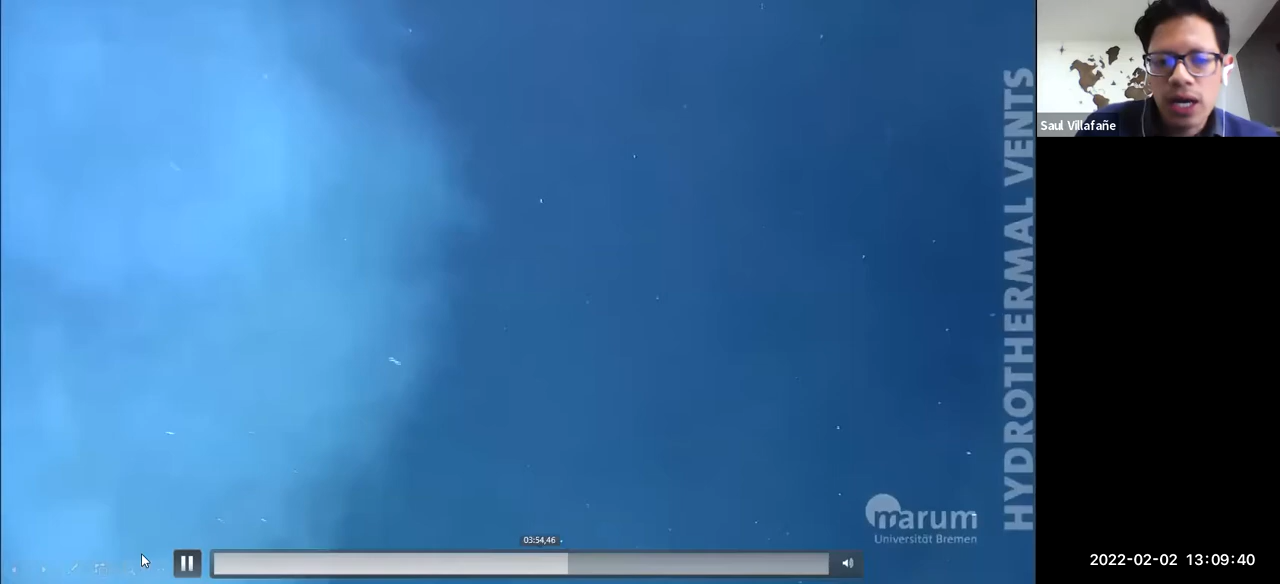 Saul Villafañe
HYDROTHERMAL VENTS
marum
Universität Bremen
03:54,46
2022-02-02 13:09:40